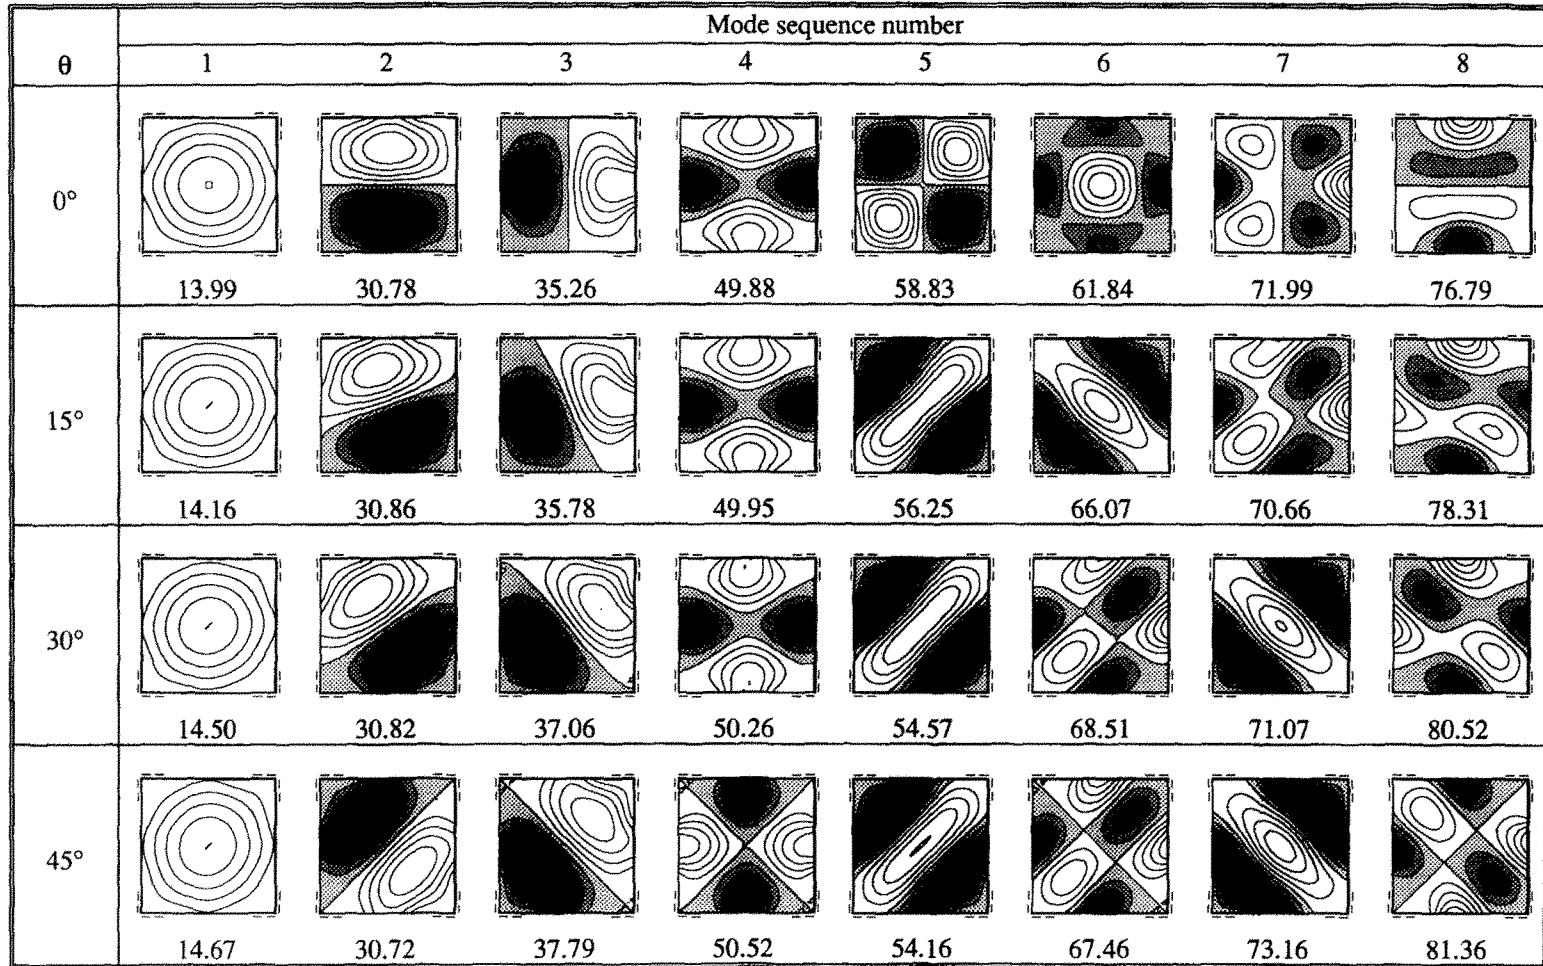 Mode sequence number
θ 1 2 3 4 5 6 7 8
0°
13.99 30.78 35.26 49.88 58.83 61.84 71.99 76.79
15°
14.16 30.86 35.78 49.95 56.25 66.07 70.66 78.31
30°
14.50 30.82 37.06 50.26 54.57 68.51 71.07 80.52
45°
14.67 30.72 37.79 50.52 54.16 67.46 73.16 81.36